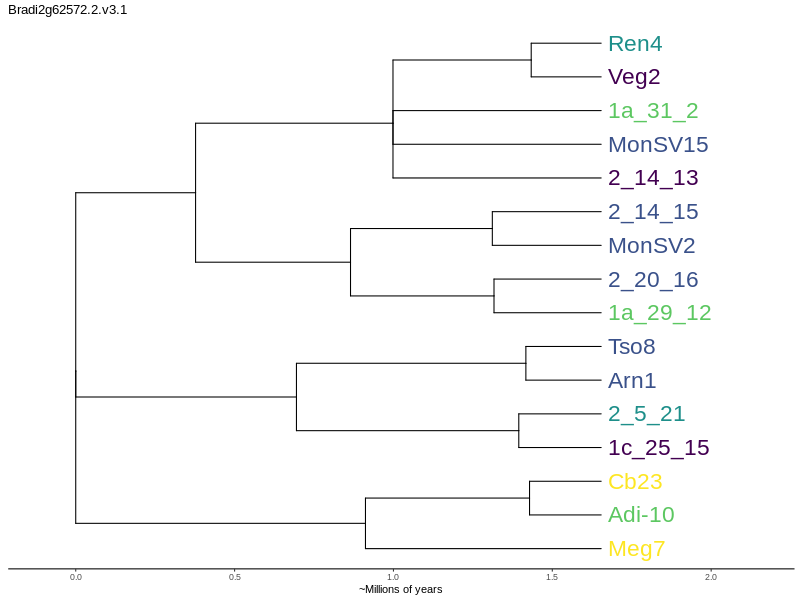 Bradi2g62572.2.v3.1
Ren4
Veg2
1a_31_2
MonSV15
2_14_13
2_14_15
MonSV2
2_20_16
1a_29_12
Tso8
Arn1
2_5_21
1c_25_15
Cb23
Adi-10
Meg7
0.0 0.5 1.0 1.5 2.0
~Millions of years